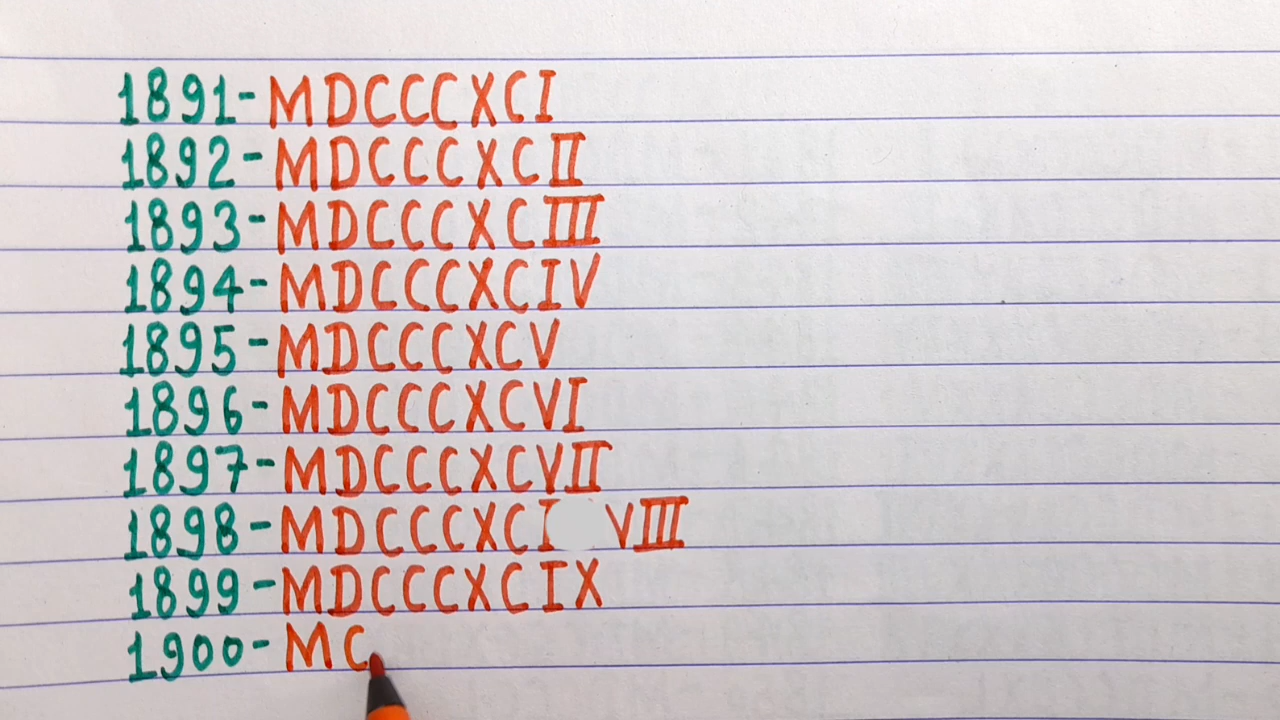 1891-MDCCCXCI
1892-MDCCCXCII
1893-MDCCCXCIII
1894-MDCCCXCIV
1895-MDCCCXCV
1896-MDCCCXCVI
1897-MDCCCXCVII
1898-MDCCCXCI VIII
1899-MDCCCXCIX
1900-MC